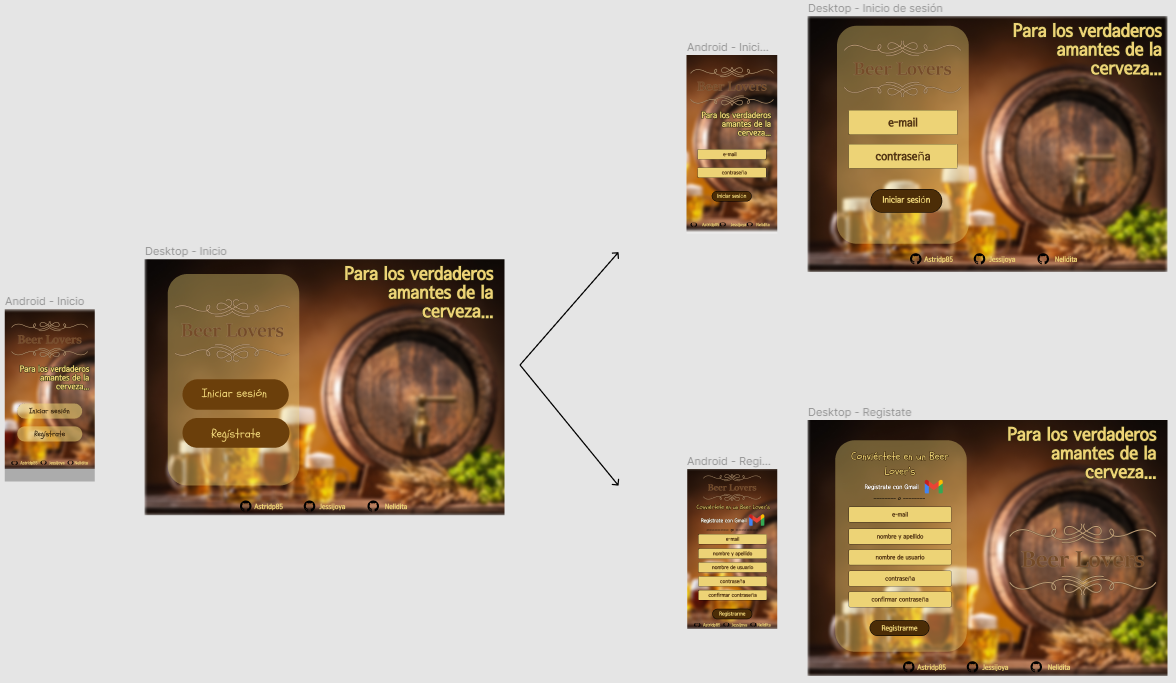 Android - Inicio
Beer Lovers
Para los verdaderos
amantes de la
cerveza...
Iniciar sesión
Regístrate
Astridp85 Jessijoya Nelidita
Desktop - Inicio
Para los verdaderos
amantes de la
cerveza...
Beer Lovers
Iniciar sesión
Regístrate
Astridp85 Jessijoya Nelidita
Android - Inici...
Beer Lovers
Para los verdaderos
amantes de la
cerveza...
e-mail
contraseña
Iniciar sesión
Astridp85 Jessijoya Nelidita
Desktop - Inicio de sesión
Para los verdaderos
amantes de la
cerveza...
Beer Lovers
e-mail
contraseña
Iniciar sesión
Astridp85 Jessijoya Nelidita
Android - Regi...
Beer Lovers
Conviértete en un Beer Lover's
Registrate con Gmail
o
e-mail
nombre y apellido
nombre de usuario
contraseña
confirmar contraseña
Registrarme
Astridp85 Jessijoya Nelidita
Desktop - Registate
Para los verdaderos
amantes de la
cerveza...
Conviértete en un Beer
Lover's
Registrate con Gmail
o
e-mail
nombre y apellido
nombre de usuario
contraseña
confirmar contraseña
Registrarme
Beer Lovers
Astridp85 Jessijoya Nelidita